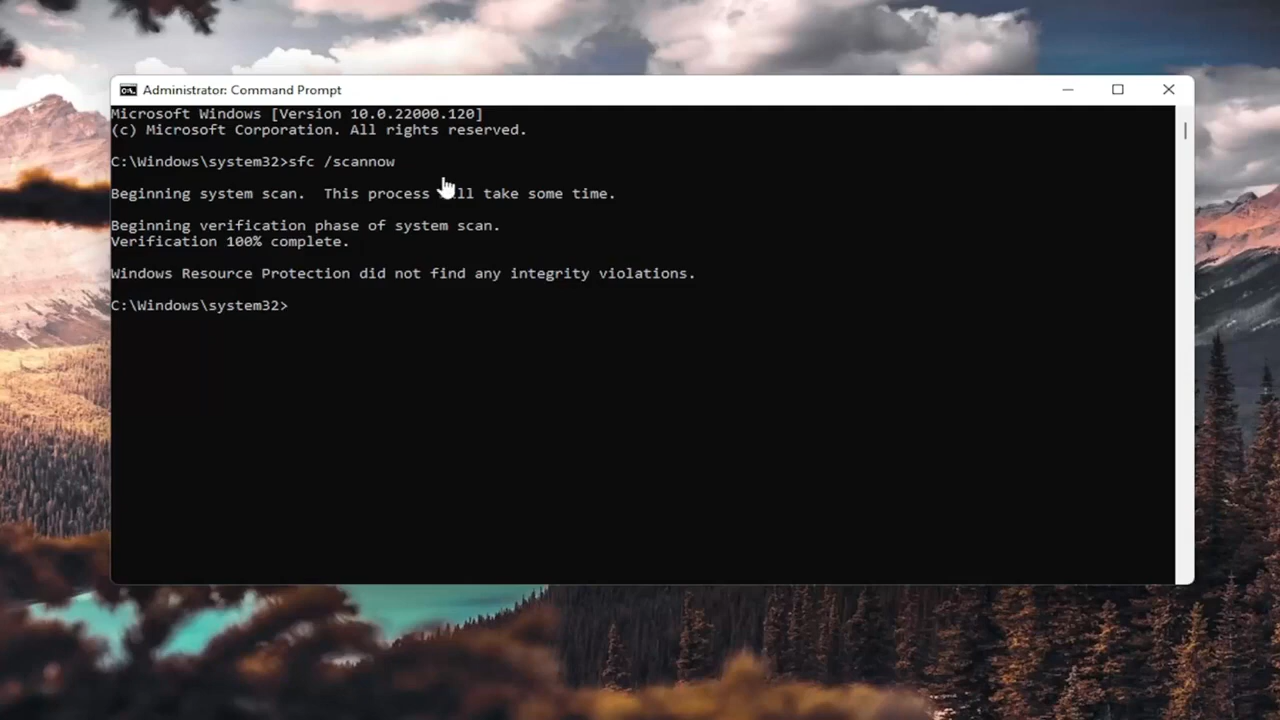 Administrator: Command Prompt
Microsoft Windows [Version 10.0.22000.120]
(c) Microsoft Corporation. All rights reserved.
C:\Windows\system32>sfc /scannow
Beginning system scan.  This process will take some time.
Beginning verification phase of system scan.
Verification 100% complete.
Windows Resource Protection did not find any integrity violations.
C:\Windows\system32>